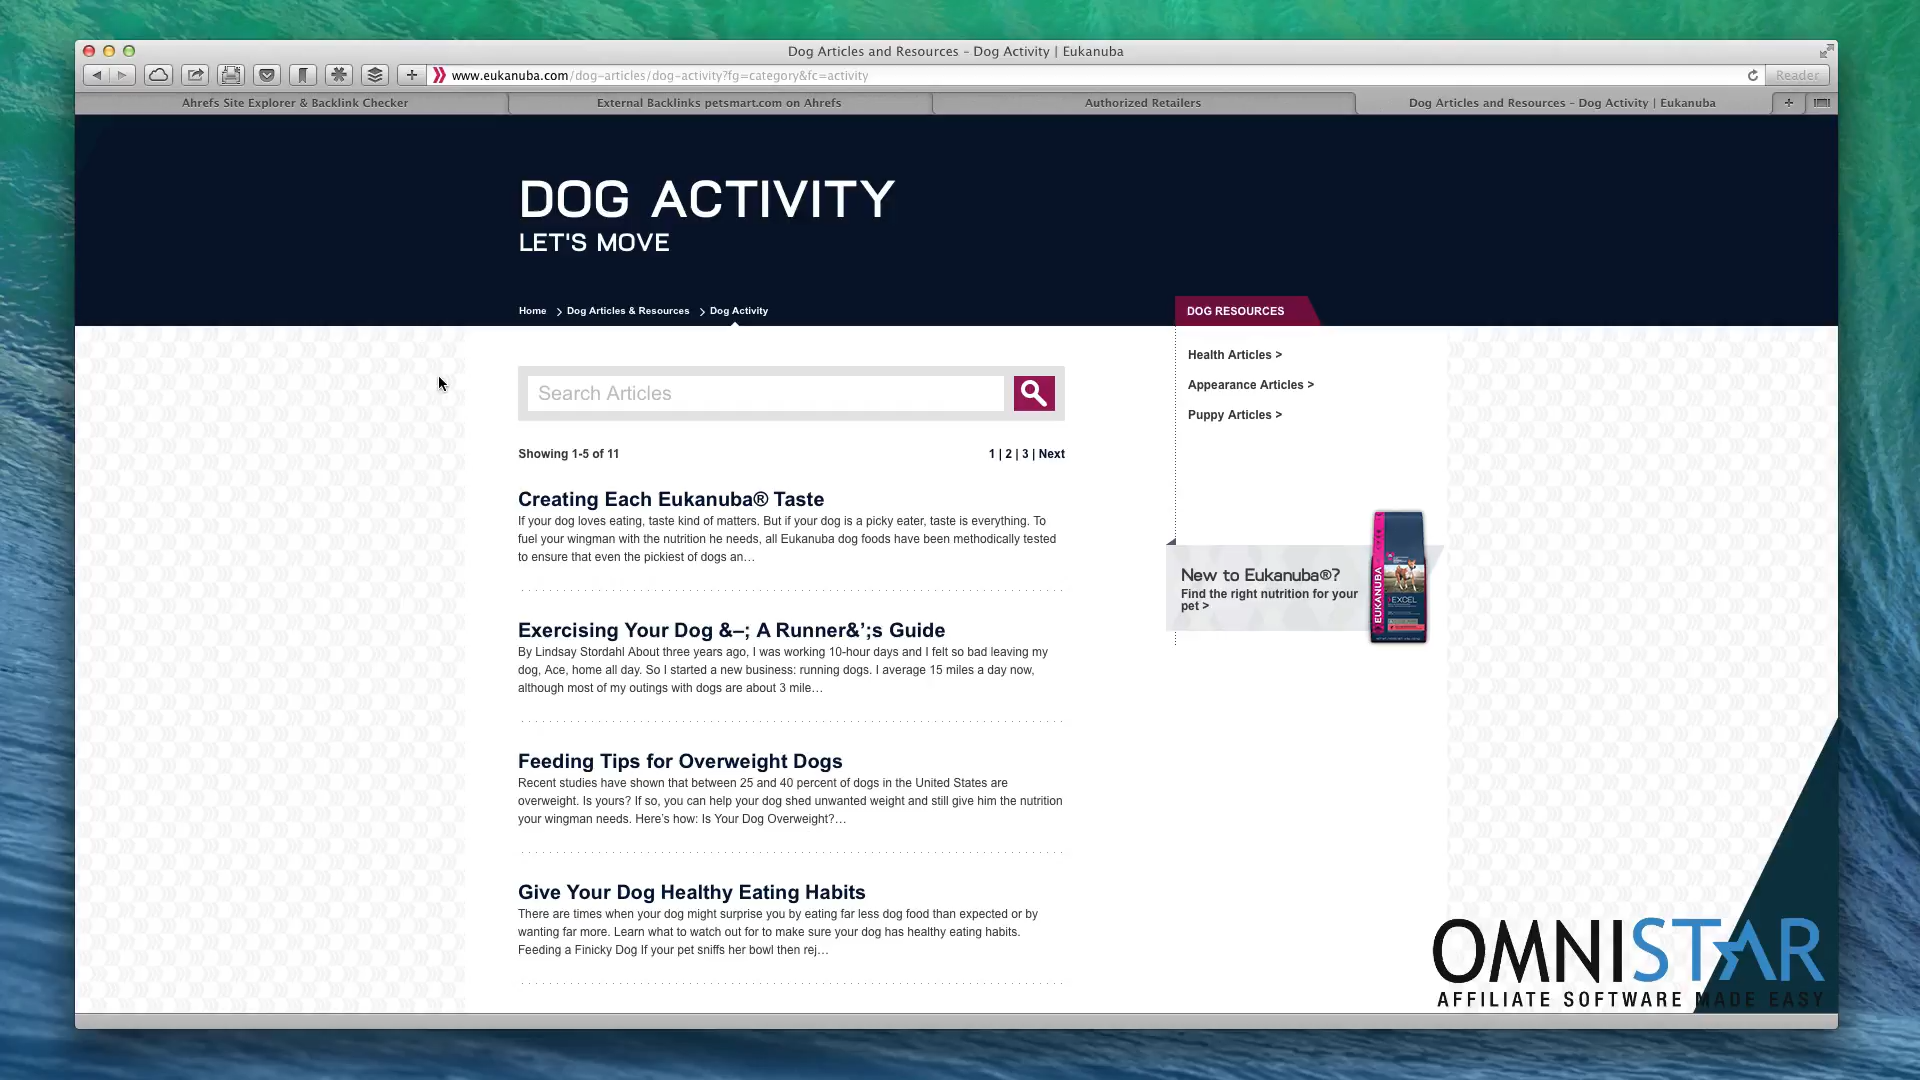 Dog Articles and Resources – Dog Activity | Eukanuba
www.eukanuba.com/dog-articles/dog-activity?fg=category&fc=activity
Reader
Ahrefs Site Explorer & Backlink Checker
External Backlinks petsmart.com on Ahrefs
Authorized Retailers
Dog Articles and Resources – Dog Activity | Eukanuba
DOG ACTIVITY
LET'S MOVE
Home
Dog Articles & Resources
Dog Activity
DOG RESOURCES
Health Articles >
Appearance Articles >
Puppy Articles >
Search Articles
Showing 1-5 of 11
1 | 2 | 3 | Next
Creating Each Eukanuba® Taste
If your dog loves eating, taste kind of matters. But if your dog is a picky eater, taste is everything. To
fuel your wingman with the nutrition he needs, all Eukanuba dog foods have been methodically tested
to ensure that even the pickiest of dogs an…
New to Eukanuba®?
Find the right nutrition for your
pet >
EUKANUBA
EXCEL
Exercising Your Dog &–; A Runner&’;s Guide
By Lindsay Stordahl About three years ago, I was working 10-hour days and I felt so bad leaving my
dog, Ace, home all day. So I started a new business: running dogs. I average 15 miles a day now,
although most of my outings with dogs are about 3 mile…
Feeding Tips for Overweight Dogs
Recent studies have shown that between 25 and 40 percent of dogs in the United States are
overweight. Is yours? If so, you can help your dog shed unwanted weight and still give him the nutrition
your wingman needs. Here’s how: Is Your Dog Overweight?…
Give Your Dog Healthy Eating Habits
There are times when your dog might surprise you by eating far less dog food than expected or by
wanting far more. Learn what to watch out for to make sure your dog has healthy eating habits.
Feeding a Finicky Dog If your pet sniffs her bowl then rej…
OMNISTAR
AFFILIATE SOFTWARE MADE EASY